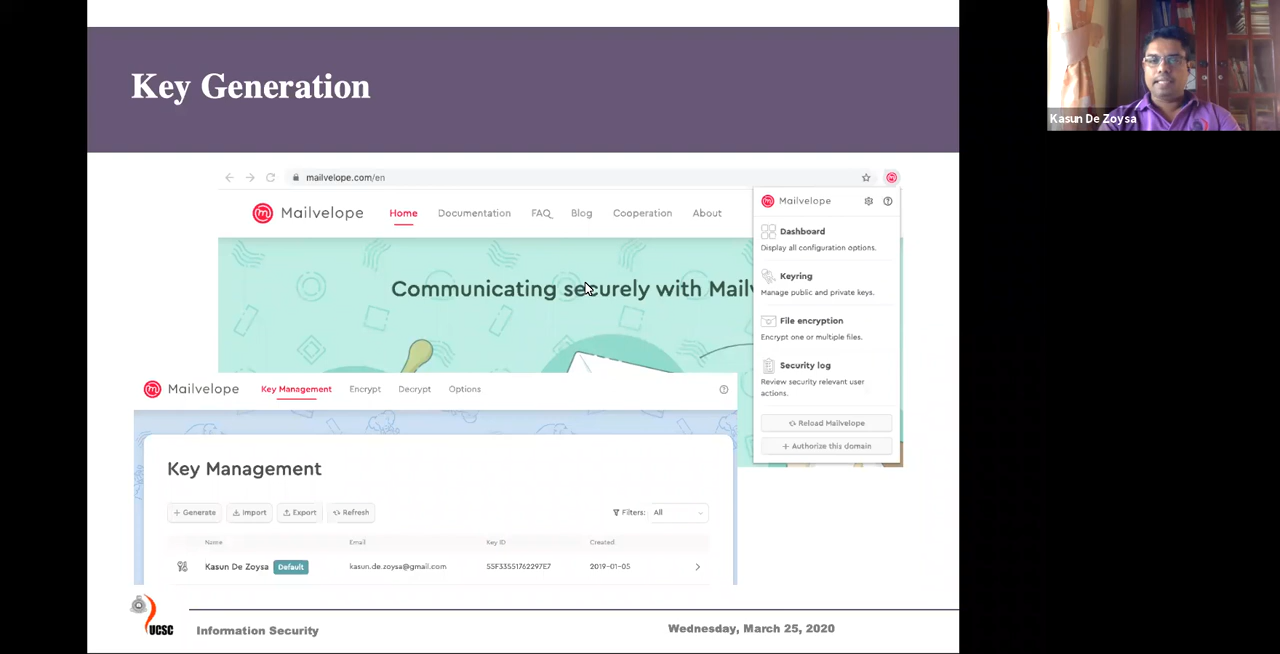 Key Generation
Kasun De Zoysa
mailvelope.com/en
Mailvelope
Home Documentation FAQ Blog Cooperation About
Communicating securely with Mailv
Mailvelope
Dashboard
Display all configuration options.
Keyring
Manage public and private keys.
File encryption
Encrypt one or multiple files.
Security log
Review security relevant user
actions.
Reload Mailvelope
+ Authorize this domain
Mailvelope Key Management Encrypt Decrypt Options
Key Management
+ Generate Import Export Refresh Filters: All
Name Email Key ID Created
Kasun De Zoysa Default kasun.de.zoysa@gmail.com 55F33551762297E7 2019-01-05
UCSC
Information Security Wednesday, March 25, 2020